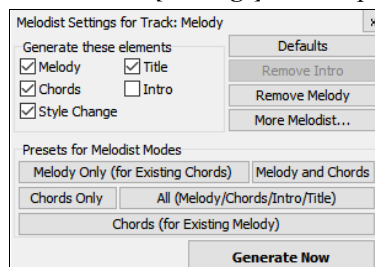 Melodist Settings for Track: Melody
Generate these elements
Defaults
Melody Title
Remove Intro
Chords Intro
Remove Melody
Style Change
More Melodist...
Presets for Melodist Modes
Melody Only (for Existing Chords) Melody and Chords
Chords Only All (Melody/Chords/Intro/Title)
Chords (for Existing Melody)
Generate Now